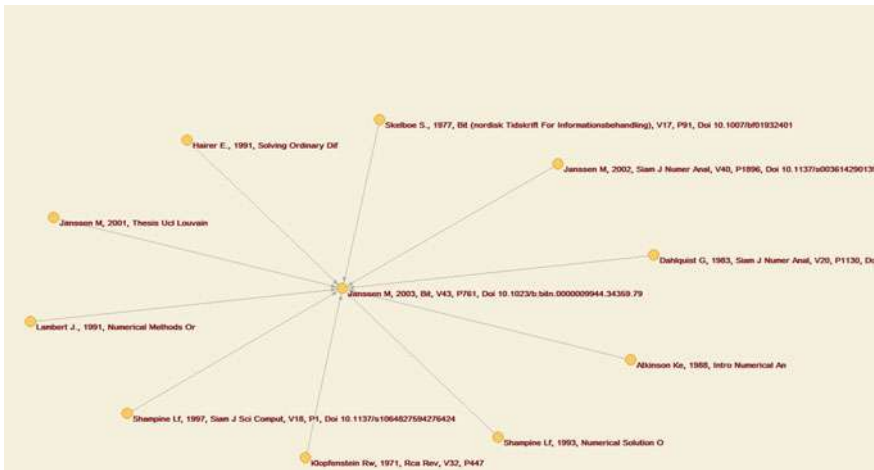 Skelboe S., 1977, Bit (nordisk Tidskrift For Informationsbehandling), V17, P91, Doi 10.1007/bf01932401
Hairer E., 1991, Solving Ordinary Dif
Janssen M, 2002, Siam J Numer Anal, V40, P1896, Doi
Janssen M, 2001, Thesis Ucl Louvain
Dahlquist G, 1983, Siam J Numer Anal, V20, P1130,
Janssen M, 2003, Bit, V43, P761, Doi 10.1023/b:bitn.0000009944.34359.79
Lambert J., 1991, Numerical Methods Or
Atkinson Ke, 1988, Intro Numerical An
Shampine Lf, 1997, Siam J Sci Comput, V18, P1, Doi 10.1137/s1064827594276424
Shampine Lf, 1993, Numerical Solution O
Klopfenstein Rw, 1971, Rca Rev, V32, P447